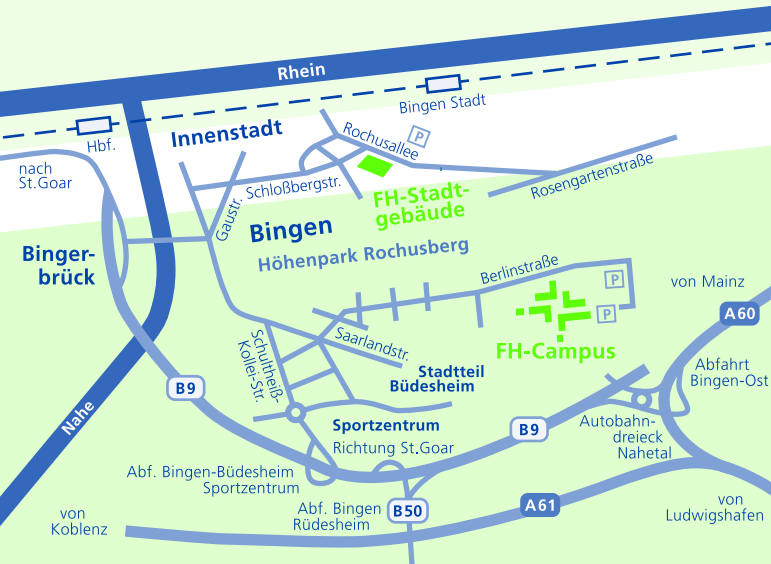 Rhein
Bingen Stadt
Hbf.
Innenstadt
Rochusallee
P
nach
St.Goar
Schloßbergstr.
Rosengartenstraße
FH-Stadt-
gebäude
Gaustr.
Bingen
Binger-
brück
Höhenpark Rochusberg
Berlinstraße
P
P
von Mainz
A60
Schultheiß-
Kollei-Str.
Saarlandstr.
FH-Campus
Stadtteil
Büdesheim
Abfahrt
Bingen-Ost
B9
Nahe
Sportzentrum
Richtung St.Goar
B9
Autobahn-
dreieck
Nahetal
Abf. Bingen-Büdesheim
Sportzentrum
Abf. Bingen
Rüdesheim
B50
A61
von
Koblenz
von
Ludwigshafen